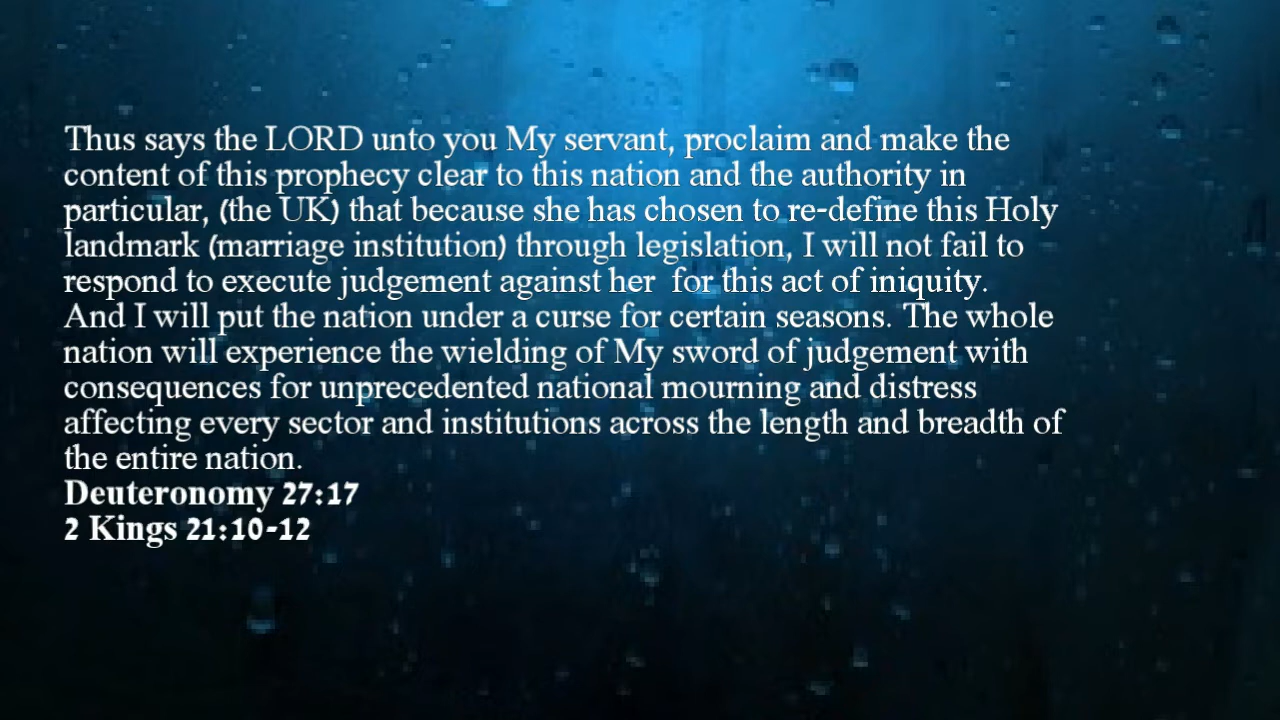 Thus says the LORD unto you My servant, proclaim and make the
content of this prophecy clear to this nation and the authority in
particular, (the UK) that because she has chosen to re-define this Holy
landmark (marriage institution) through legislation, I will not fail to
respond to execute judgement against her  for this act of iniquity.
And I will put the nation under a curse for certain seasons. The whole
nation will experience the wielding of My sword of judgement with
consequences for unprecedented national mourning and distress
affecting every sector and institutions across the length and breadth of
the entire nation.
Deuteronomy 27:17
2 Kings 21:10-12